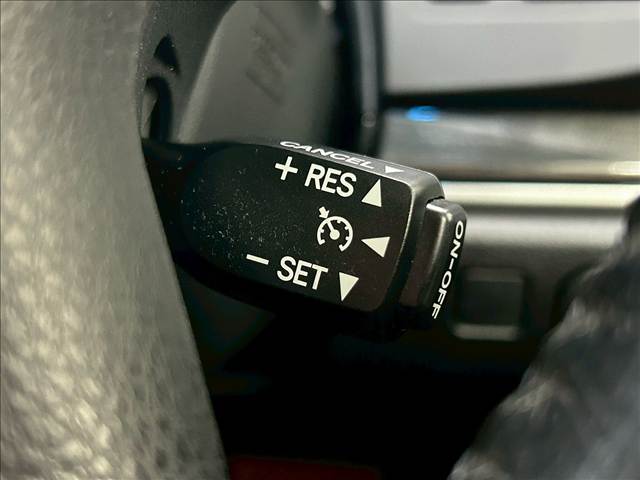 CANCEL ▼
+ RES ▲
◀
− SET ▼
ON-OFF